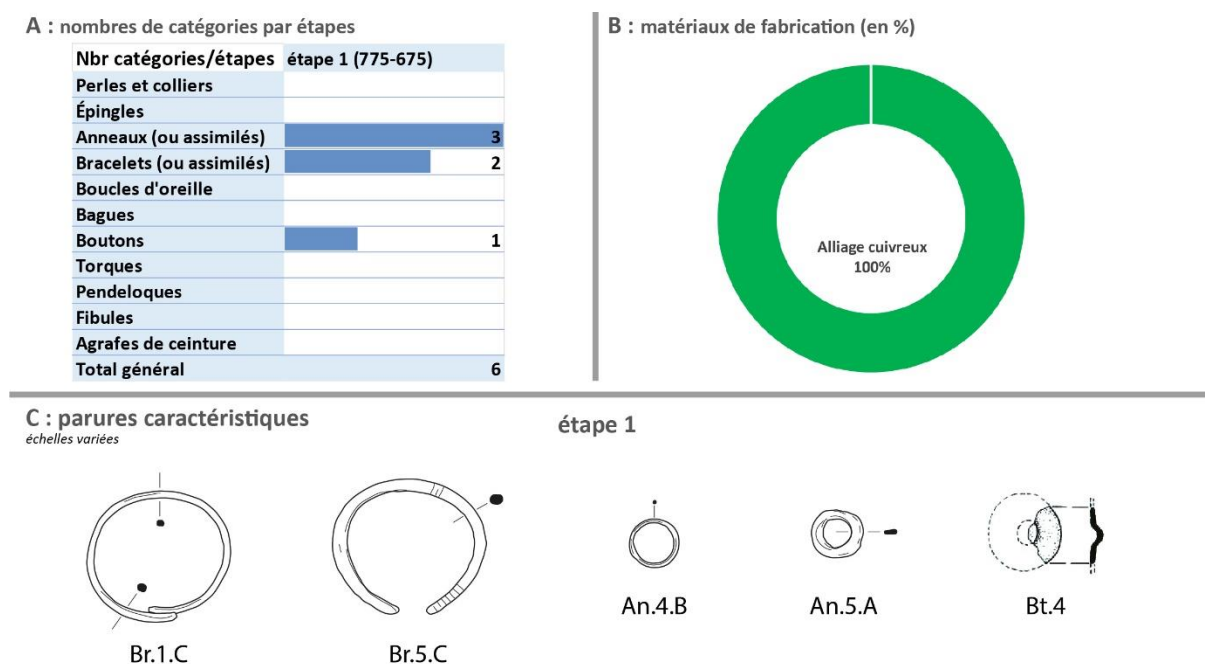 A : nombres de catégories par étapes
Nbr catégories/étapes étape 1 (775-675)
Perles et colliers
Épingles
Anneaux (ou assimilés) 3
Bracelets (ou assimilés) 2
Boucles d'oreille
Bagues
Boutons 1
Torques
Pendeloques
Fibules
Agrafes de ceinture
Total général 6
B : matériaux de fabrication (en %)
Alliage cuivreux
100%
C : parures caractéristiques
échelles variées
étape 1
Br.1.C
Br.5.C
An.4.B
An.5.A
Bt.4